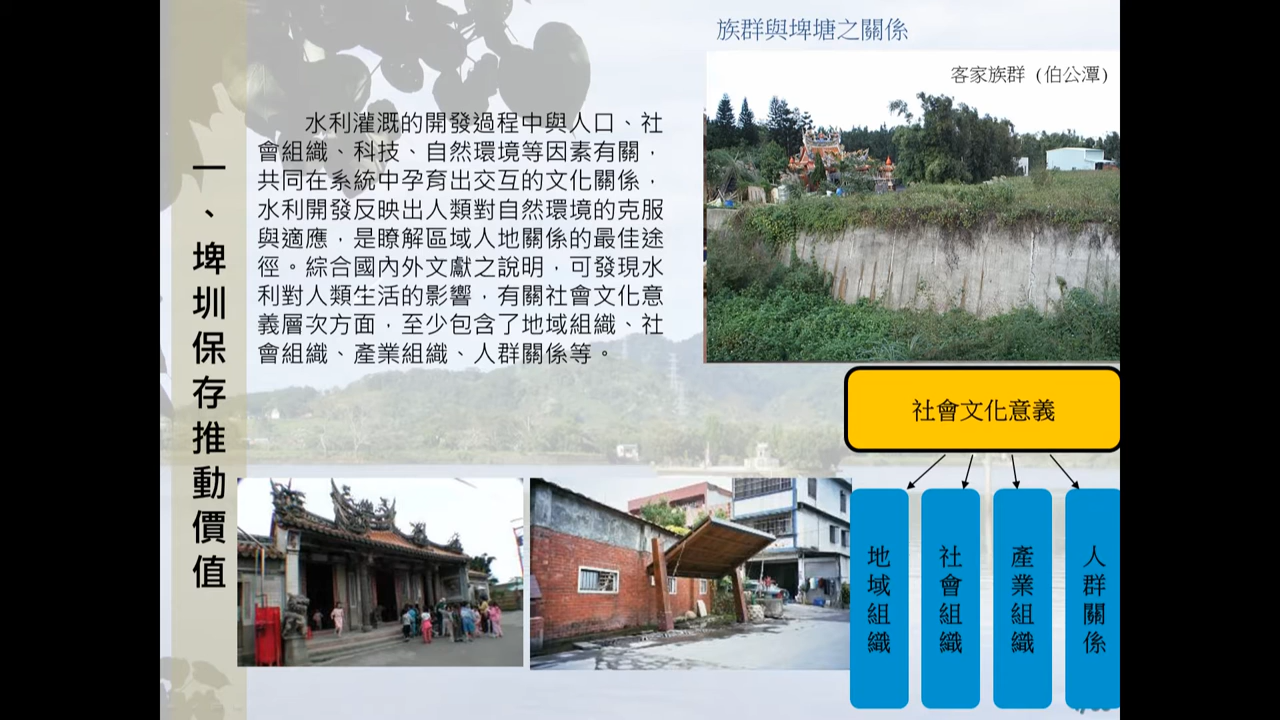 族群與埤塘之關係
客家族群（伯公潭）
一、埤圳保存推動價值
水利灌溉的開發過程中與人口、社
會組織、科技、自然環境等因素有關，
共同在系統中孕育出交互的文化關係，
水利開發反映出人類對自然環境的克服
與適應，是瞭解區域人地關係的最佳途
徑。綜合國內外文獻之說明，可發現水
利對人類生活的影響，有關社會文化意
義層次方面，至少包含了地域組織、社
會組織、產業組織、人群關係等。
社會文化意義
地域組織
社會組織
產業組織
人群關係